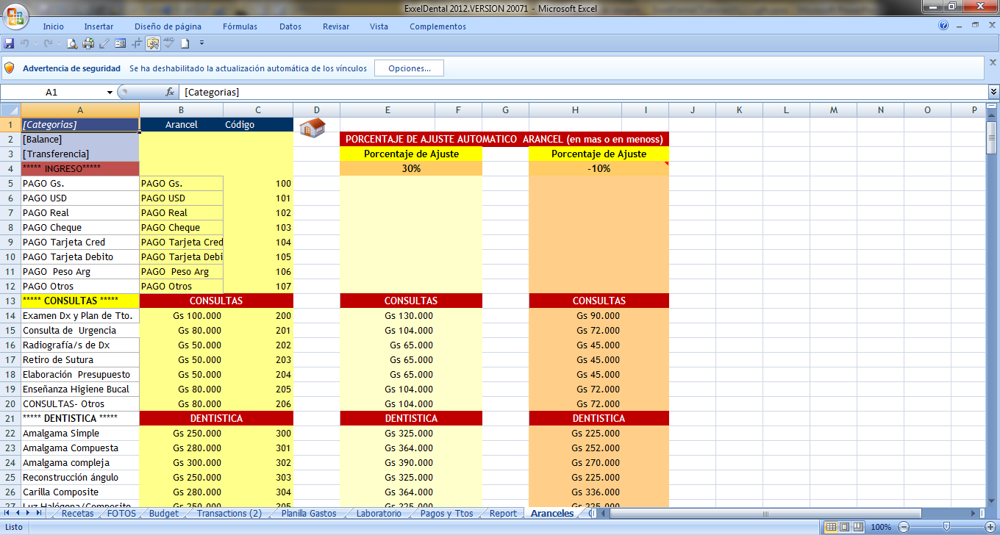 ExxelDental 2012.VERSION 20071 - Microsoft Excel
Inicio Insertar Diseño de página Fórmulas Datos Revisar Vista Complementos
Advertencia de seguridad Se ha deshabilitado la actualización automática de los vínculos Opciones...
A1 fx [Categorias]
A B C D E F G H I J K L M N O P
1 [Categorias] Arancel Código
2 [Balance] PORCENTAJE DE AJUSTE AUTOMATICO ARANCEL (en mas o en menoss)
3 [Transferencia] Porcentaje de Ajuste Porcentaje de Ajuste
4 ***** INGRESO***** 30% -10%
5 PAGO Gs. PAGO Gs. 100
6 PAGO USD PAGO USD 101
7 PAGO Real PAGO Real 102
8 PAGO Cheque PAGO Cheque 103
9 PAGO Tarjeta Cred PAGO Tarjeta Cred 104
10 PAGO Tarjeta Debito PAGO Tarjeta Debi 105
11 PAGO Peso Arg PAGO Peso Arg 106
12 PAGO Otros PAGO Otros 107
13 ***** CONSULTAS ***** CONSULTAS CONSULTAS CONSULTAS
14 Examen Dx y Plan de Tto. Gs 100.000 200 Gs 130.000 Gs 90.000
15 Consulta de Urgencia Gs 80.000 201 Gs 104.000 Gs 72.000
16 Radiografía/s de Dx Gs 50.000 202 Gs 65.000 Gs 45.000
17 Retiro de Sutura Gs 50.000 203 Gs 65.000 Gs 45.000
18 Elaboración Presupuesto Gs 50.000 204 Gs 65.000 Gs 45.000
19 Enseñanza Higiene Bucal Gs 80.000 205 Gs 104.000 Gs 72.000
20 CONSULTAS- Otros Gs 80.000 206 Gs 104.000 Gs 72.000
21 ***** DENTISTICA ***** DENTISTICA DENTISTICA DENTISTICA
22 Amalgama Simple Gs 250.000 300 Gs 325.000 Gs 225.000
23 Amalgama Compuesta Gs 280.000 301 Gs 364.000 Gs 252.000
24 Amalgama compleja Gs 300.000 302 Gs 390.000 Gs 270.000
25 Reconstrucción ángulo Gs 250.000 303 Gs 325.000 Gs 225.000
26 Carilla Composite Gs 280.000 304 Gs 364.000 Gs 336.000
27 Luz Halógena/Composite Gs 250.000
Recetas FOTOS Budget Transactions (2) Planilla Gastos Laboratorio Pagos y Ttos Report Aranceles
Listo 100%